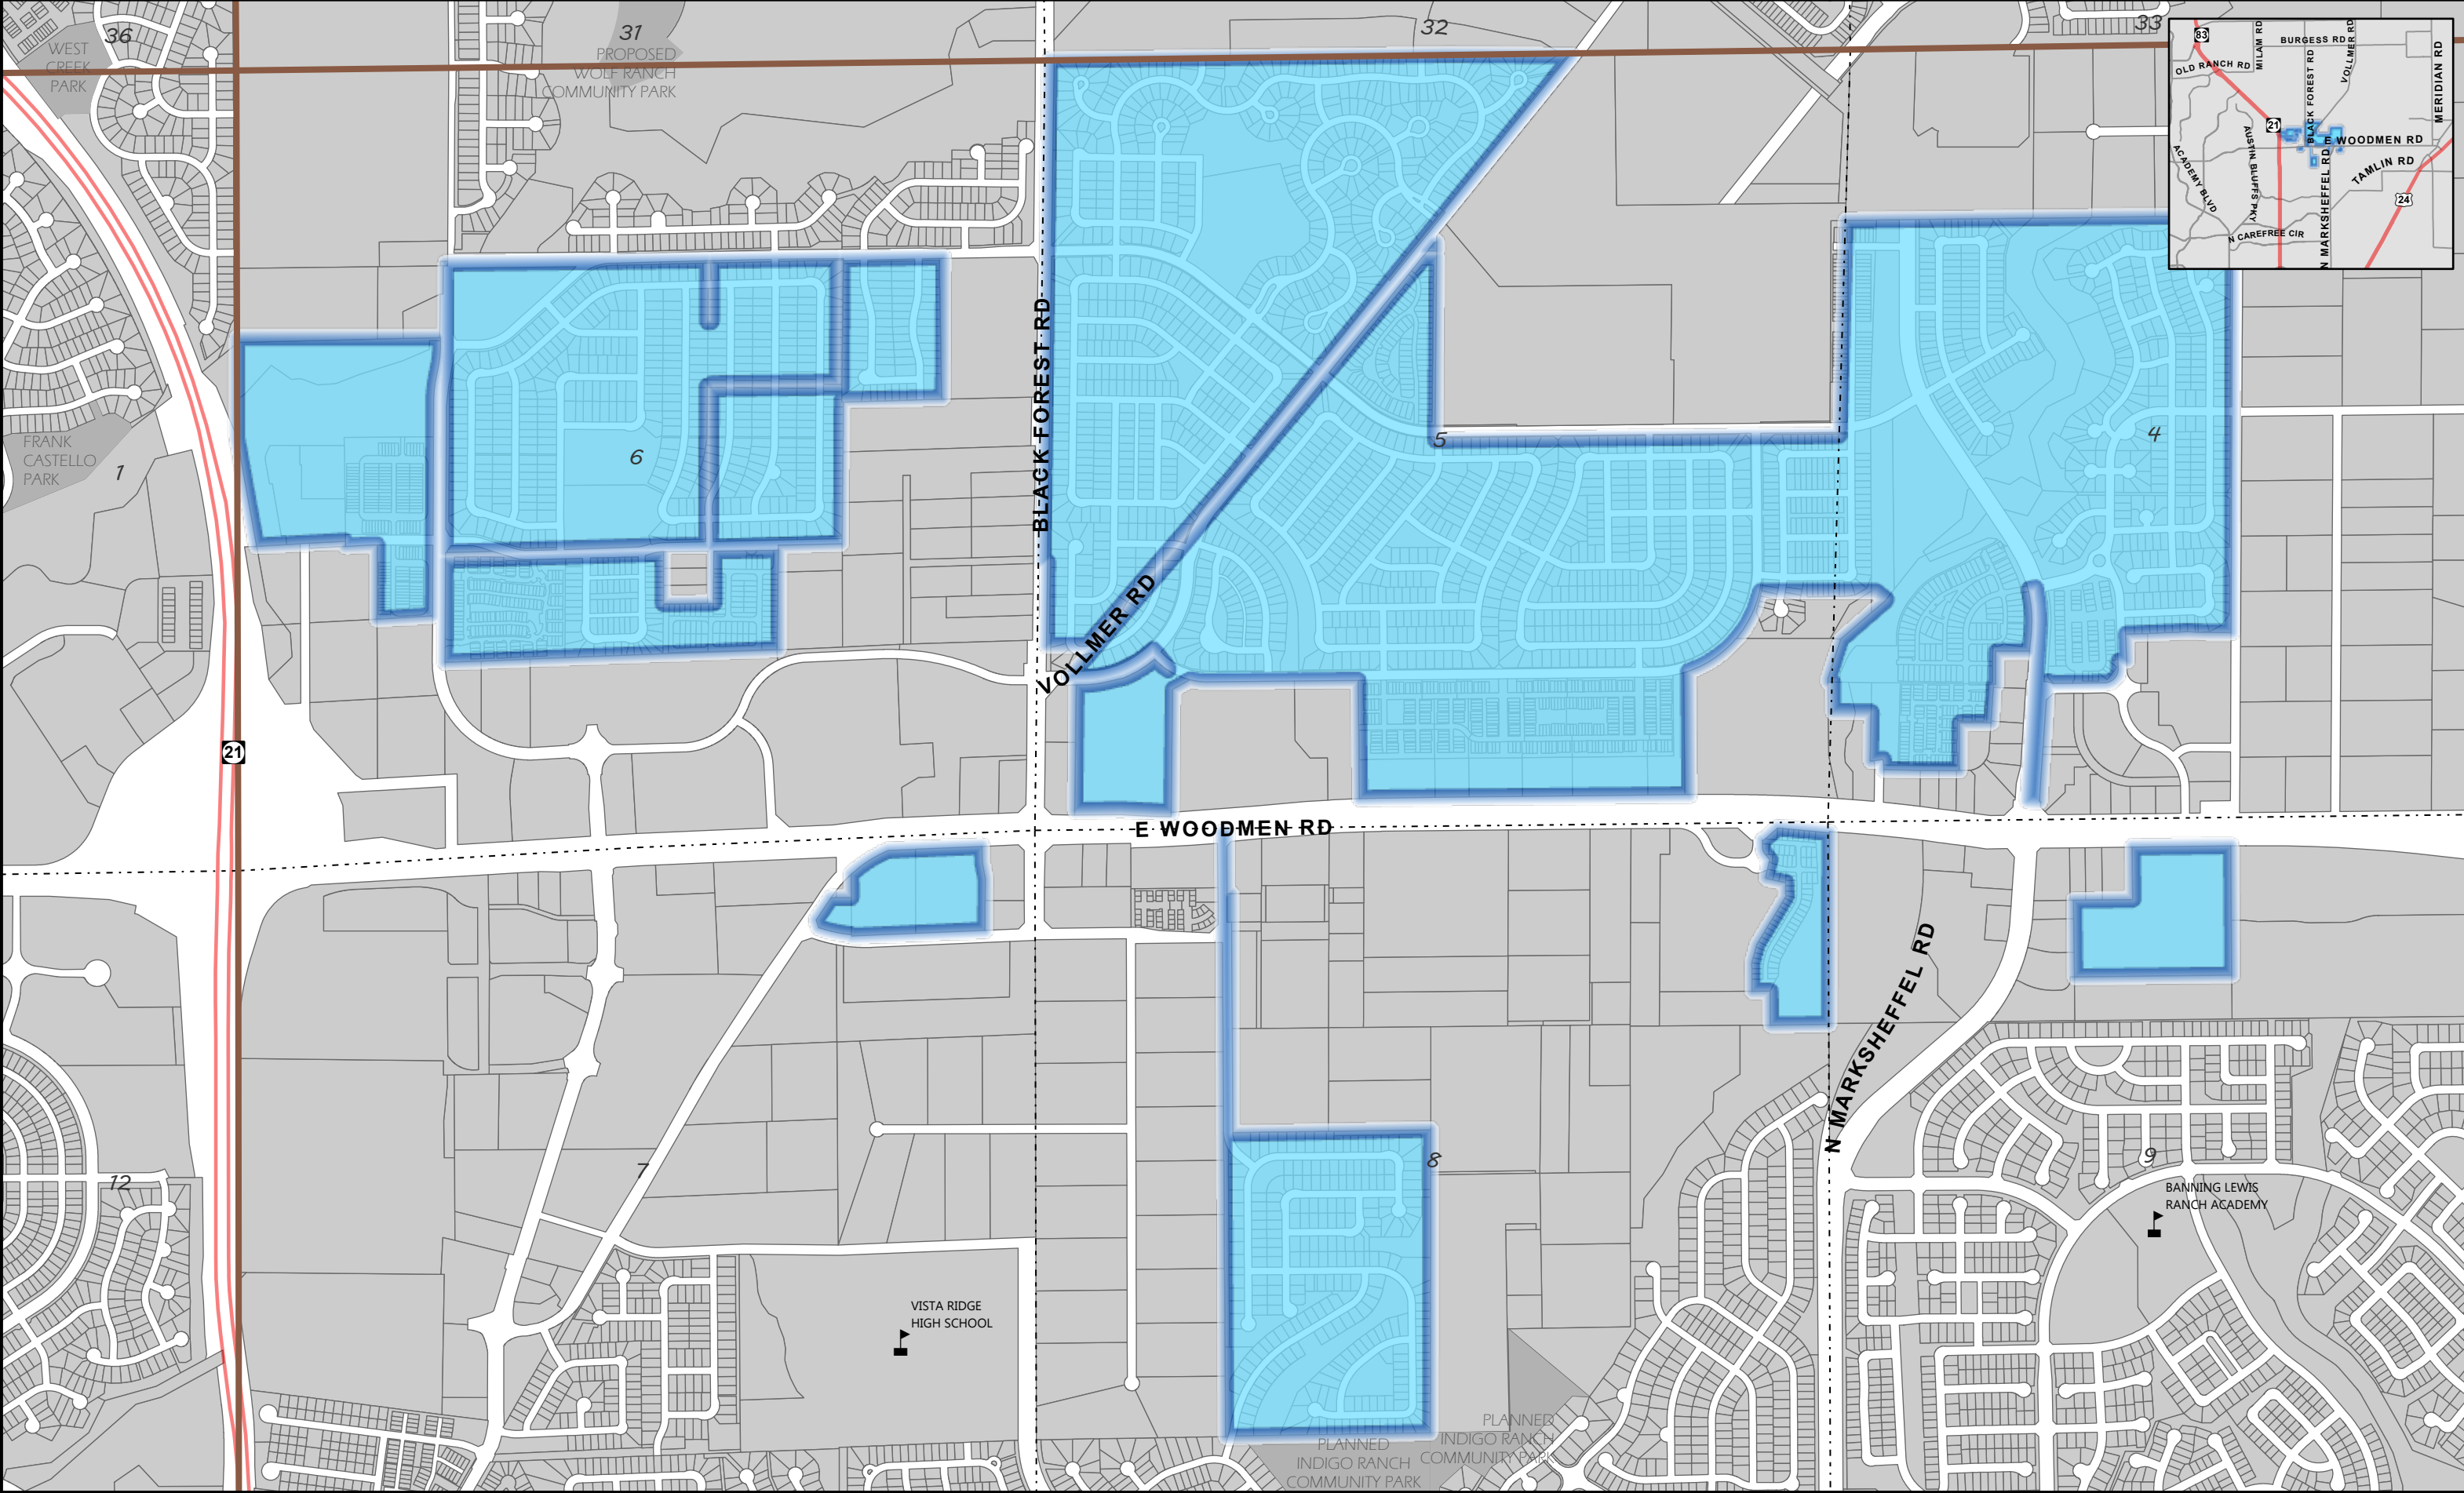 36
31
32
33
WEST
CREEK
PARK
PROPOSED
WOLF RANCH
COMMUNITY PARK
83
MILAM RD
BURGESS RD
VOLLMER RD
OLD RANCH RD
BLACK FOREST RD
MERIDIAN RD
21
E WOODMEN RD
AUSTIN BLUFFS PKY
ACADEMY BLVD
N MARKSHEFFEL RD
TAMLIN RD
24
N CAREFREE CIR
FRANK
CASTELLO
PARK
1
6
BLACK FOREST RD
5
4
VOLLMER RD
21
E WOODMEN RD
N MARKSHEFFEL RD
12
7
8
9
BANNING LEWIS
RANCH ACADEMY
VISTA RIDGE
HIGH SCHOOL
PLANNED
INDIGO RANCH
COMMUNITY PARK
PLANNED
INDIGO RANCH
COMMUNITY PARK